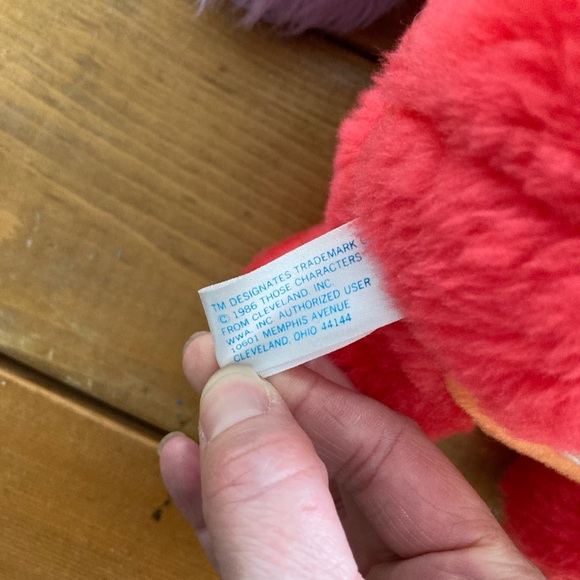 TM DESIGNATES TRADEMARK
© 1986 THOSE CHARACTERS
FROM CLEVELAND, INC.
WWA, INC. AUTHORIZED USER
10601 MEMPHIS AVENUE
CLEVELAND, OHIO 44144